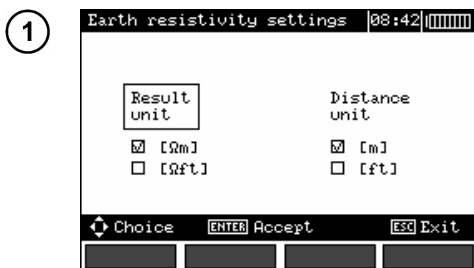 1
Earth resistivity settings 08:42
Result unit
Distance unit
[Ωm]
[Ωft]
[m]
[ft]
Choice ENTER Accept ESC Exit